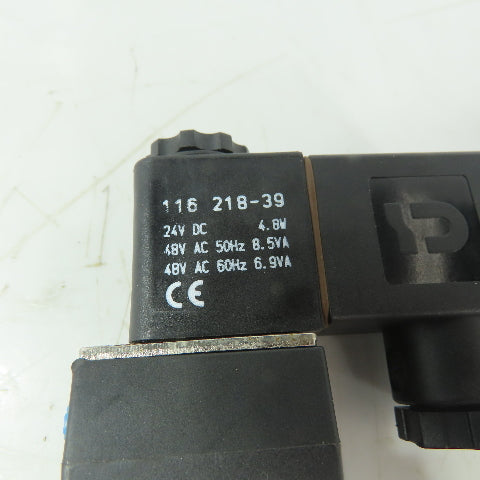 116 218-39
24V DC 4.8W
48V AC 50Hz 8.5VA
48V AC 60Hz 6.9VA
CE